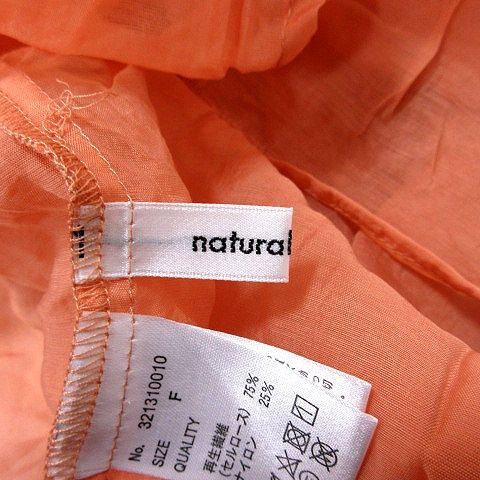 natural
No. 321310010
SIZE F
QUALITY
再生繊維
(セルロース) 75%
ナイロン 25%